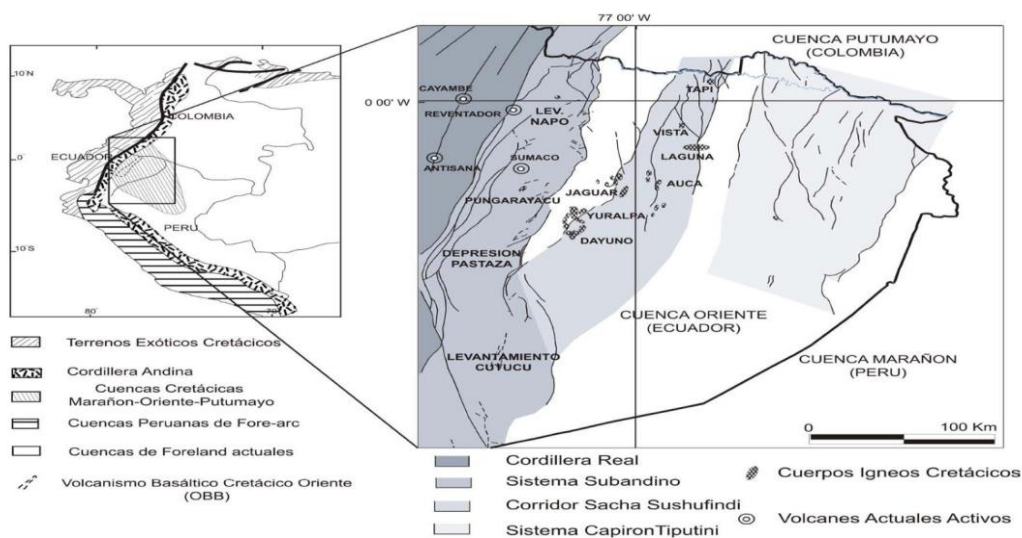 10°N
0°
10°S
80°
COLOMBIA
ECUADOR
PERU
Terrenos Exóticos Cretácicos
Cordillera Andina
Cuencas Cretácicas
Marañon-Oriente-Putumayo
Cuencas Peruanas de Fore-arc
Cuencas de Foreland actuales
Volcanismo Basáltico Cretácico Oriente
(OBB)
77 00' W
CUENCA PUTUMAYO
(COLOMBIA)
CAYAMBE
0 00' W
REVENTADOR
LEV.
NAPO
TAPI
VISTA
LAGUNA
ANTISANA
SUMACO
JAGUAR
AUCA
PUNGARAYACU
YURALPA
DAYUNO
DEPRESION
PASTAZA
CUENCA ORIENTE
(ECUADOR)
LEVANTAMIENTO
CUTUCU
CUENCA MARAÑON
(PERU)
0
100 Km
Cordillera Real
Sistema Subandino
Corridor Sacha Sushufindi
Sistema CapironTiputini
Cuerpos Igneos Cretácicos
Volcanes Actuales Activos